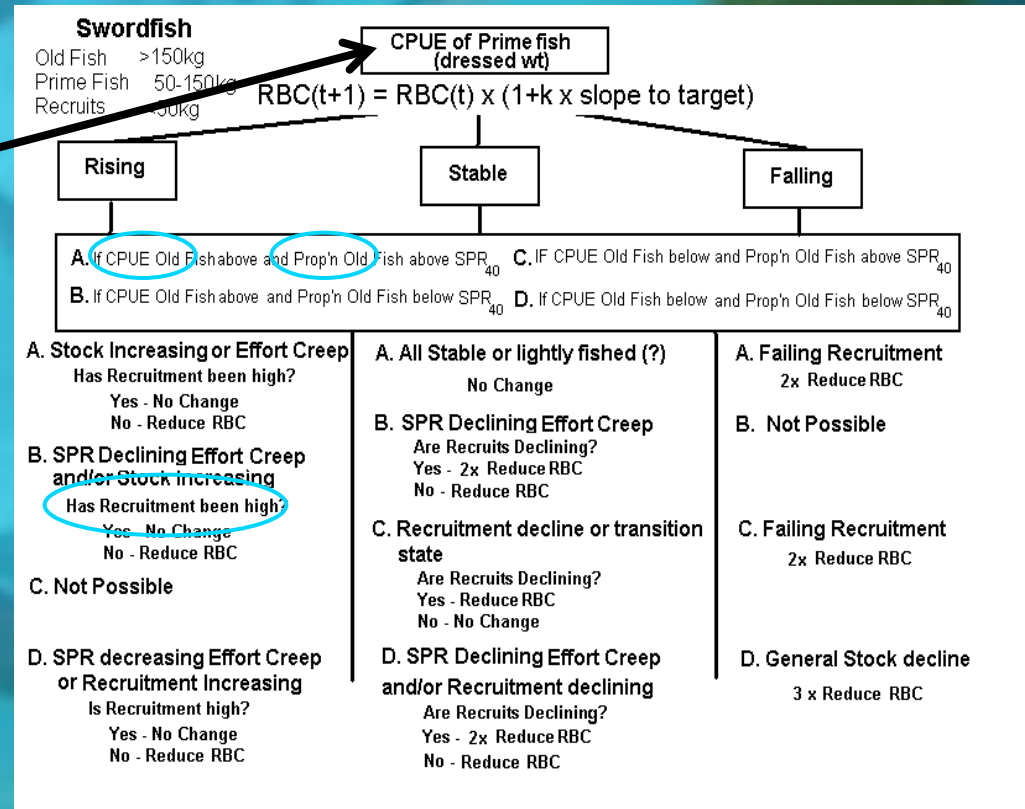 Swordfish
Old Fish >150kg
Prime Fish 50-150kg
Recruits 50kg
CPUE of Prime fish
(dressed wt)
RBC(t+1) = RBC(t) x (1+k x slope to target)
Rising
Stable
Falling
A. If CPUE Old Fish above and Prop'n Old Fish above SPR40
B. If CPUE Old Fish above and Prop'n Old Fish below SPR40
C. IF CPUE Old Fish below and Prop'n Old Fish above SPR40
D. If CPUE Old Fish below and Prop'n Old Fish below SPR40
A. Stock Increasing or Effort Creep
Has Recruitment been high?
Yes - No Change
No - Reduce RBC
B. SPR Declining Effort Creep
and/or Stock Increasing
Has Recruitment been high?
Yes - No Change
No - Reduce RBC
C. Not Possible
D. SPR decreasing Effort Creep
or Recruitment Increasing
Is Recruitment high?
Yes - No Change
No - Reduce RBC
A. All Stable or lightly fished (?)
No Change
B. SPR Declining Effort Creep
Are Recruits Declining?
Yes - 2x Reduce RBC
No - Reduce RBC
C. Recruitment decline or transition
state
Are Recruits Declining?
Yes - Reduce RBC
No - No Change
D. SPR Declining Effort Creep
and/or Recruitment declining
Are Recruits Declining?
Yes - 2x Reduce RBC
No - Reduce RBC
A. Failing Recruitment
2x Reduce RBC
B. Not Possible
C. Failing Recruitment
2x Reduce RBC
D. General Stock decline
3 x Reduce RBC